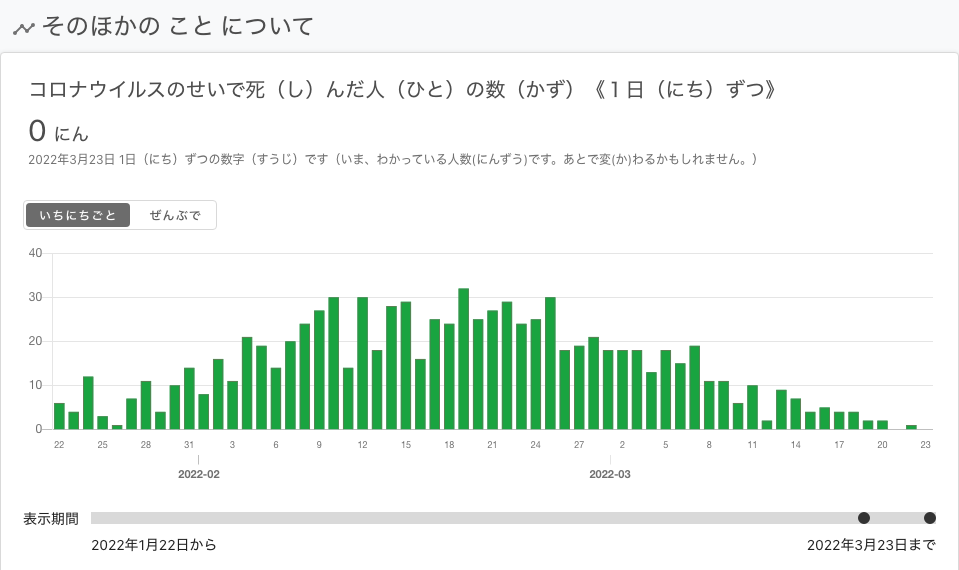 そのほかの こと について
コロナウイルスのせいで死（し）んだ人（ひと）の数（かず）《１日（にち）ずつ》
0 にん
2022年3月23日 1日（にち）ずつの数字（すうじ）です（いま、わかっている人数(にんずう)です。あとで変(か)わるかもしれません。）
いちにちごと ぜんぶで
40
30
20
10
0
22 25 28 31 3 6 9 12 15 18 21 24 27 2 5 8 11 14 17 20 23
2022-02 2022-03
表示期間
2022年1月22日から 2022年3月23日まで